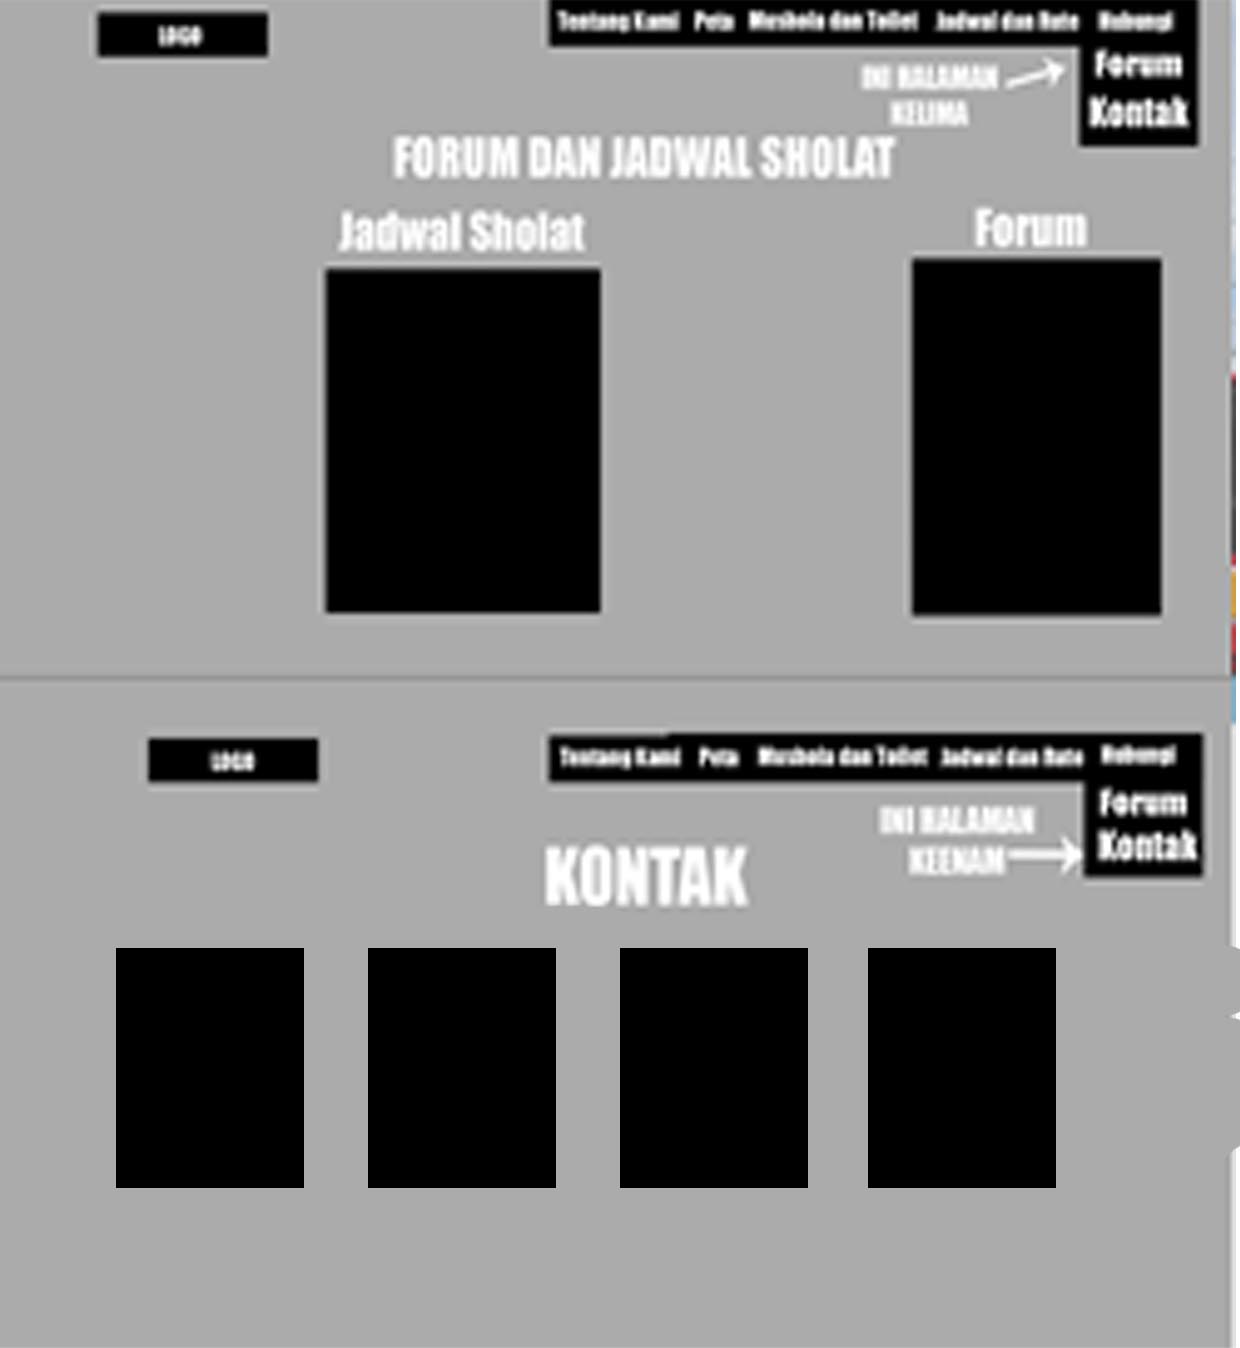 LOGO
Tentang Kami Peta Mushola dan Toilet Jadwal dan Rute Hubungi
Forum
Kontak
INI HALAMAN
KELIMA
FORUM DAN JADWAL SHOLAT
Jadwal Sholat
Forum
LOGO
Tentang Kami Peta Mushola dan Toilet Jadwal dan Rute Hubungi
Forum
Kontak
INI HALAMAN
KEENAM
KONTAK